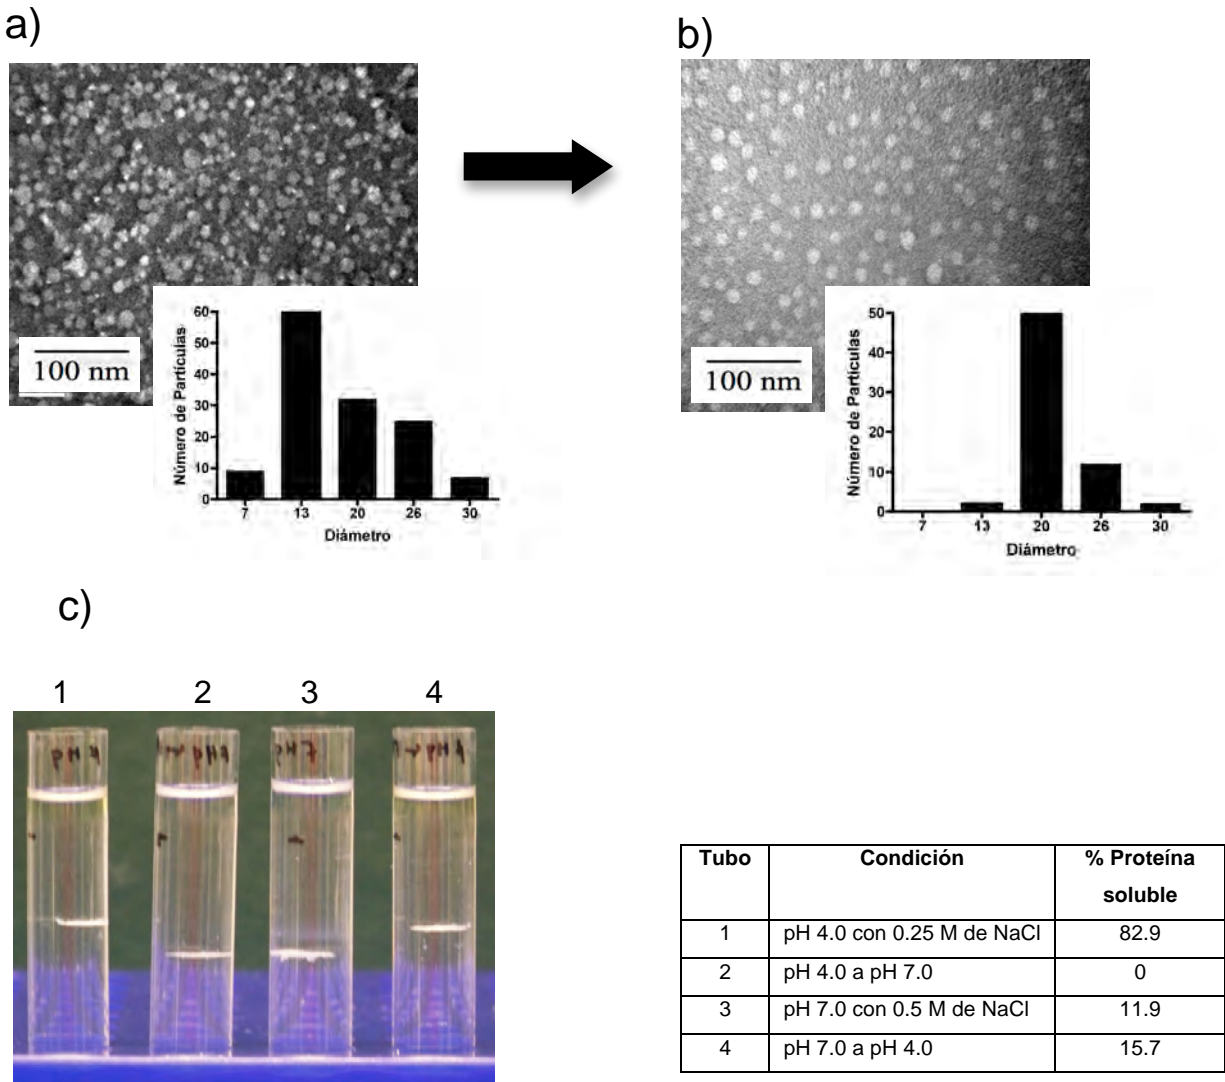 a)
b)
100 nm
Número de Partículas
60
50
40
30
20
10
0
7 13 20 26 30
Diámetro
100 nm
Número de Partículas
50
40
30
20
10
0
7 13 20 26 30
Diámetro
c)
1 2 3 4
pH 7
Tubo Condición % Proteína
soluble
1 pH 4.0 con 0.25 M de NaCl 82.9
2 pH 4.0 a pH 7.0 0
3 pH 7.0 con 0.5 M de NaCl 11.9
4 pH 7.0 a pH 4.0 15.7